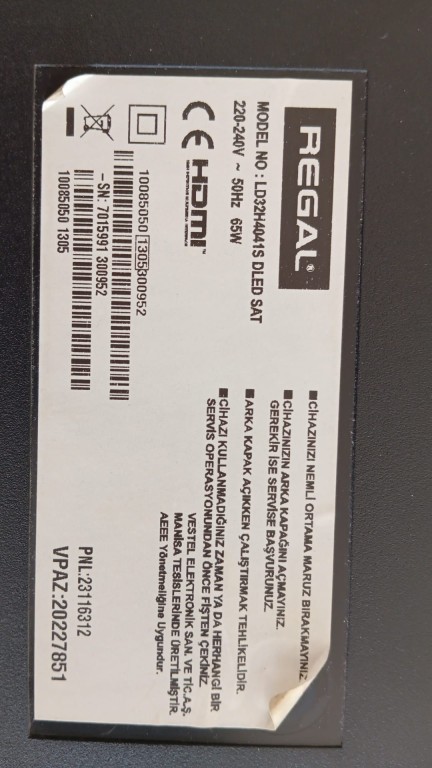 REGAL®
MODEL NO : LD32H4041S DLED SAT
220-240V ~ 50Hz 65W
CE HDMI™
10085050 1305300952
-SN: 7015991 300952
10085050 1305
■CİHAZINIZI NEMLİ ORTAMA MARUZ BIRAKMAYINIZ
■CİHAZINIZIN ARKA KAPAĞINI AÇMAYINIZ.
GEREKİR İSE SERVİSE BAŞVURUNUZ.
■ARKA KAPAK AÇIKKEN ÇALIŞTIRMAK TEHLİKELİDİR.
■CİHAZI KULLANMADIĞINIZ ZAMAN YA DA HERHANGİ BİR
SERVİS OPERASYONUNDAN ÖNCE FİŞTEN ÇEKİNİZ.
VESTEL ELEKTRONİK SAN. VE TİC.A.Ş.
MANİSA TESİSLERİNDE ÜRETİLMİŞTİR.
AEEE Yönetmeliğine Uygundur.
PNL:23116312
VPAZ:20227851